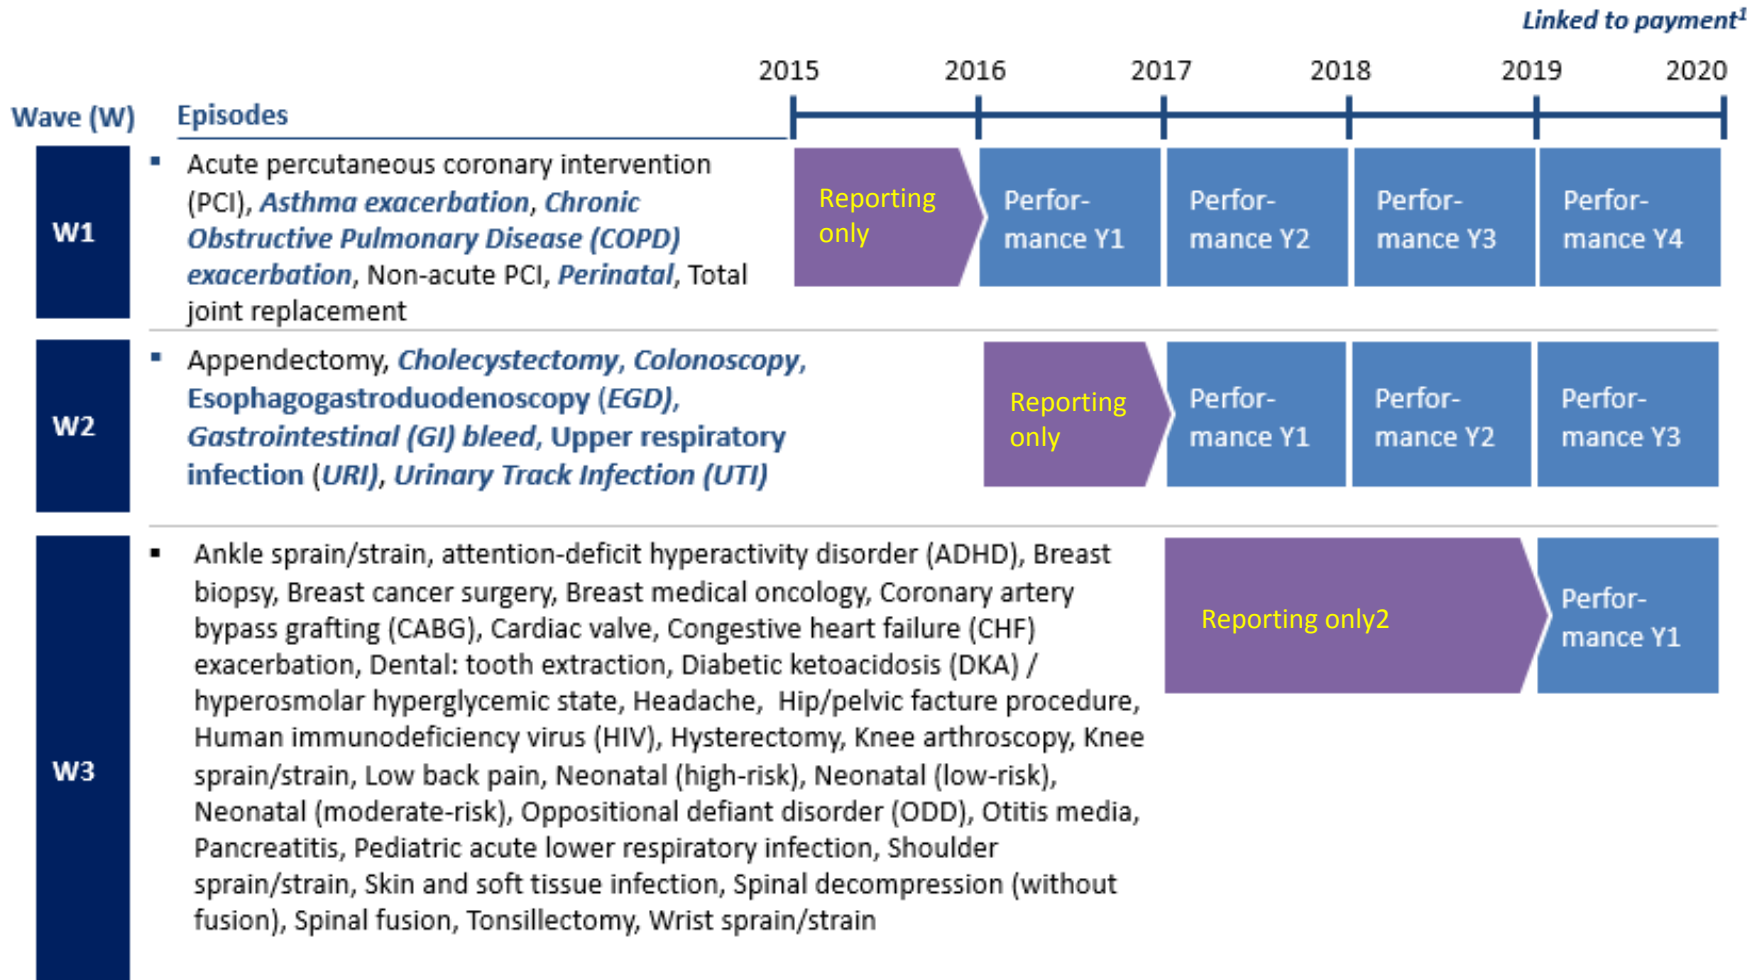 Linked to payment1
2015 2016 2017 2018 2019 2020
Wave (W) Episodes
W1
▪ Acute percutaneous coronary intervention
(PCI), Asthma exacerbation, Chronic
Obstructive Pulmonary Disease (COPD)
exacerbation, Non-acute PCI, Perinatal, Total
joint replacement
Reporting
only
Perfor-
mance Y1
Perfor-
mance Y2
Perfor-
mance Y3
Perfor-
mance Y4
W2
▪ Appendectomy, Cholecystectomy, Colonoscopy,
Esophagogastroduodenoscopy (EGD),
Gastrointestinal (GI) bleed, Upper respiratory
infection (URI), Urinary Track Infection (UTI)
Reporting
only
Perfor-
mance Y1
Perfor-
mance Y2
Perfor-
mance Y3
W3
▪ Ankle sprain/strain, attention-deficit hyperactivity disorder (ADHD), Breast
biopsy, Breast cancer surgery, Breast medical oncology, Coronary artery
bypass grafting (CABG), Cardiac valve, Congestive heart failure (CHF)
exacerbation, Dental: tooth extraction, Diabetic ketoacidosis (DKA) /
hyperosmolar hyperglycemic state, Headache, Hip/pelvic facture procedure,
Human immunodeficiency virus (HIV), Hysterectomy, Knee arthroscopy, Knee
sprain/strain, Low back pain, Neonatal (high-risk), Neonatal (low-risk),
Neonatal (moderate-risk), Oppositional defiant disorder (ODD), Otitis media,
Pancreatitis, Pediatric acute lower respiratory infection, Shoulder
sprain/strain, Skin and soft tissue infection, Spinal decompression (without
fusion), Spinal fusion, Tonsillectomy, Wrist sprain/strain
Reporting only2
Perfor-
mance Y1